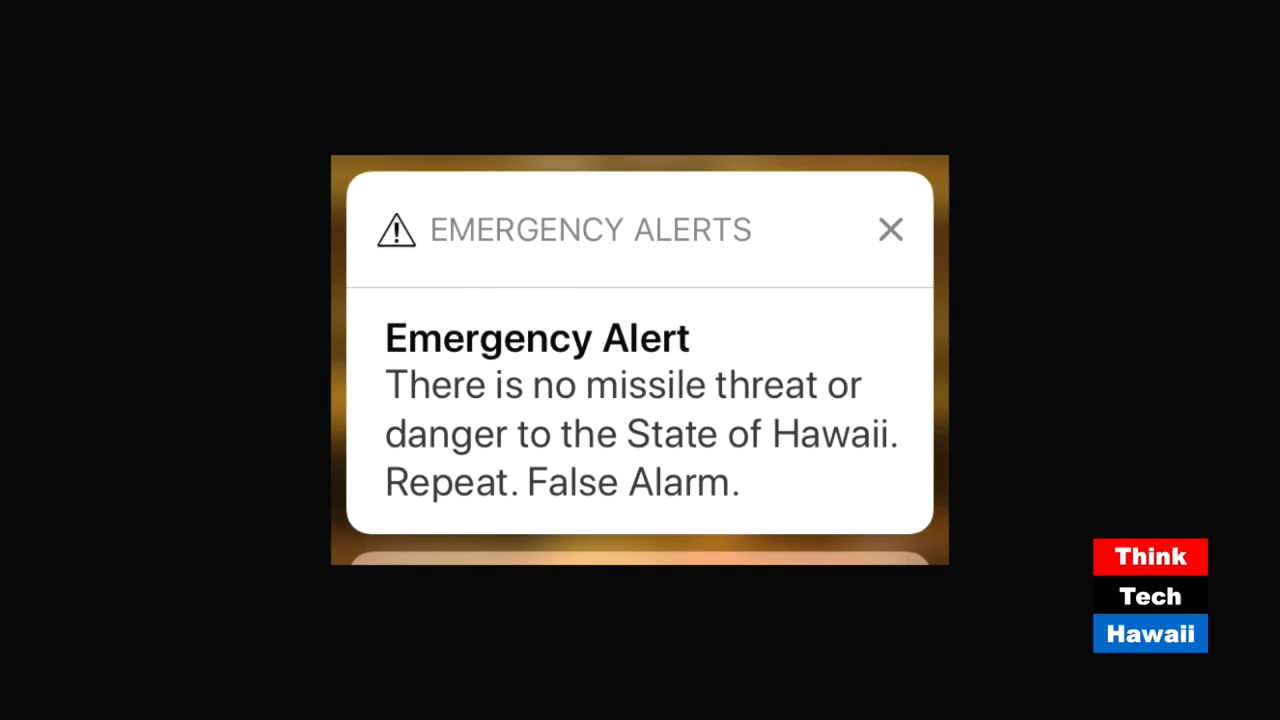 EMERGENCY ALERTS
Emergency Alert
There is no missile threat or
danger to the State of Hawaii.
Repeat. False Alarm.
Think
Tech
Hawaii